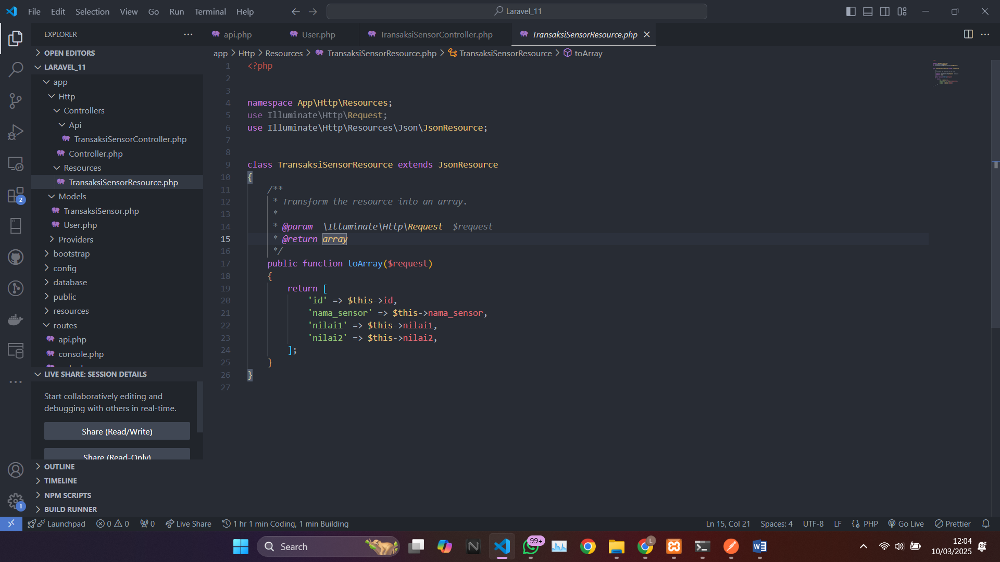 File Edit Selection View Go Run Terminal Help
Laravel_11
EXPLORER
api.php
User.php
TransaksiSensorController.php
TransaksiSensorResource.php
OPEN EDITORS
LARAVEL_11
app
Http
Controllers
Api
TransaksiSensorController.php
Controller.php
Resources
TransaksiSensorResource.php
Models
TransaksiSensor.php
User.php
Providers
bootstrap
config
database
public
resources
routes
api.php
console.php
LIVE SHARE: SESSION DETAILS
Start collaboratively editing and
debugging with others in real-time.
Share (Read/Write)
Share (Read-Only)
OUTLINE
TIMELINE
NPM SCRIPTS
BUILD RUNNER
2
1
app > Http > Resources > TransaksiSensorResource.php > TransaksiSensorResource > toArray
1 <?php
2
3
4 namespace App\Http\Resources;
5 use Illuminate\Http\Request;
6 use Illuminate\Http\Resources\Json\JsonResource;
7
8
9 class TransaksiSensorResource extends JsonResource
10 {
11 /**
12 * Transform the resource into an array.
13 *
14 * @param  \Illuminate\Http\Request  $request
15 * @return array
16 */
17 public function toArray($request)
18 {
19 return [
20 'id' => $this->id,
21 'nama_sensor' => $this->nama_sensor,
22 'nilai1' => $this->nilai1,
23 'nilai2' => $this->nilai2,
24 ];
25 }
26 }
27
Launchpad 0 0 0 Live Share 1 hr 1 min Coding, 1 min Building
Ln 15, Col 21 Spaces: 4 UTF-8 LF PHP Go Live Prettier
Search
99+
L
12:04
10/03/2025